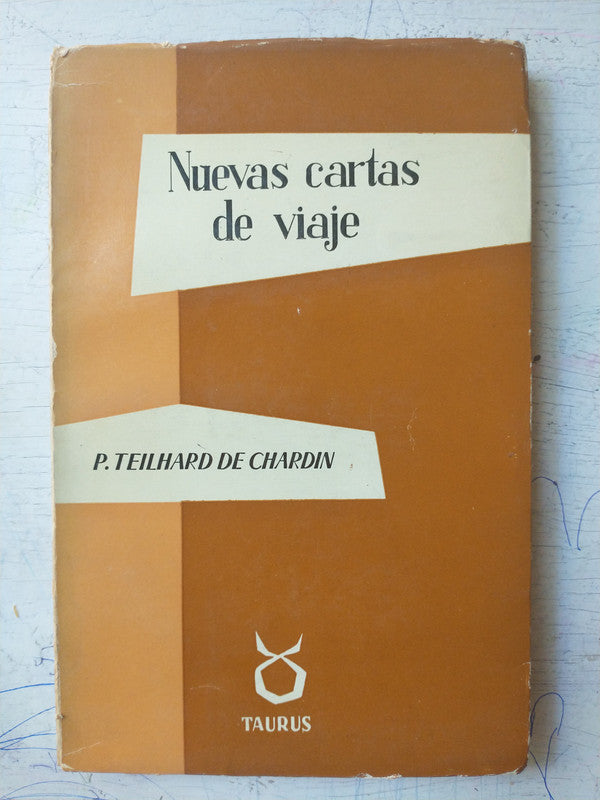 Nuevas cartas
de viaje
P. TEILHARD DE CHARDIN
TAURUS